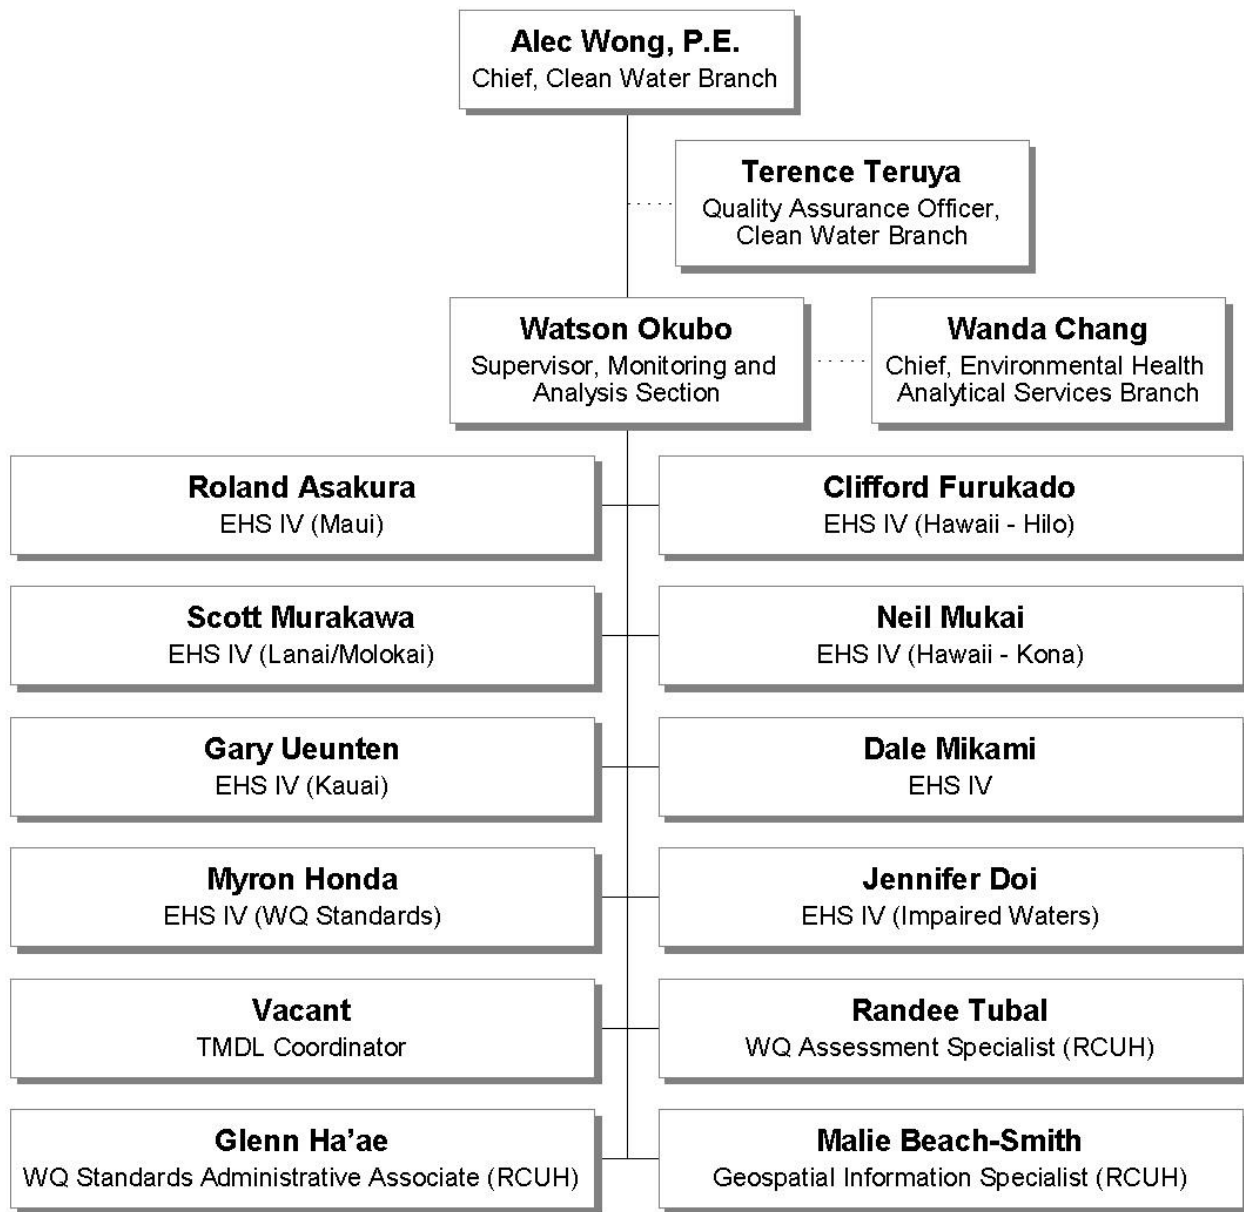 Alec Wong, P.E.
Chief, Clean Water Branch
Terence Teruya
Quality Assurance Officer,
Clean Water Branch
Watson Okubo
Supervisor, Monitoring and
Analysis Section
Wanda Chang
Chief, Environmental Health
Analytical Services Branch
Roland Asakura
EHS IV (Maui)
Clifford Furukado
EHS IV (Hawaii - Hilo)
Scott Murakawa
EHS IV (Lanai/Molokai)
Neil Mukai
EHS IV (Hawaii - Kona)
Gary Ueunten
EHS IV (Kauai)
Dale Mikami
EHS IV
Myron Honda
EHS IV (WQ Standards)
Jennifer Doi
EHS IV (Impaired Waters)
Vacant
TMDL Coordinator
Randee Tubal
WQ Assessment Specialist (RCUH)
Glenn Ha’ae
WQ Standards Administrative Associate (RCUH)
Malie Beach-Smith
Geospatial Information Specialist (RCUH)